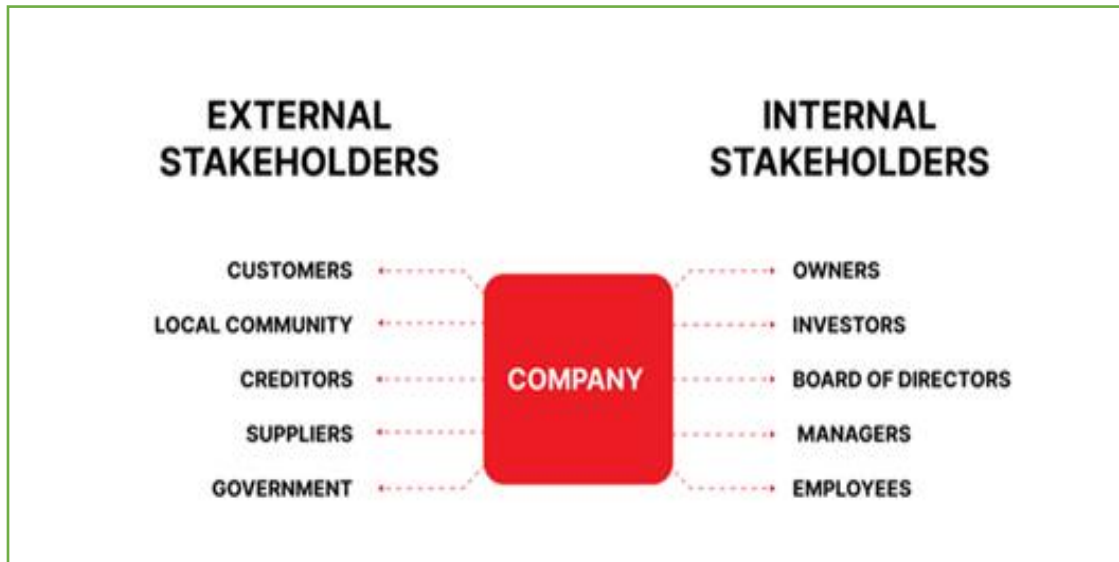 EXTERNAL
STAKEHOLDERS
CUSTOMERS
LOCAL COMMUNITY
CREDITORS
SUPPLIERS
GOVERNMENT
COMPANY
INTERNAL
STAKEHOLDERS
OWNERS
INVESTORS
BOARD OF DIRECTORS
MANAGERS
EMPLOYEES